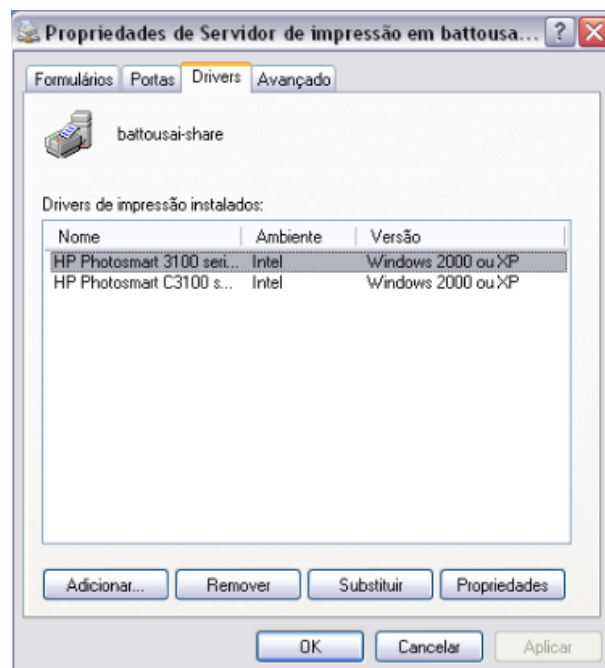 Propriedades de Servidor de impressão em battousa... ?
Formulários Portas Drivers Avançado
battousai-share
Drivers de impressão instalados:
Nome Ambiente Versão
HP Photosmart 3100 seri... Intel Windows 2000 ou XP
HP Photosmart C3100 s... Intel Windows 2000 ou XP
Adicionar... Remover Substituir Propriedades
OK Cancelar Aplicar